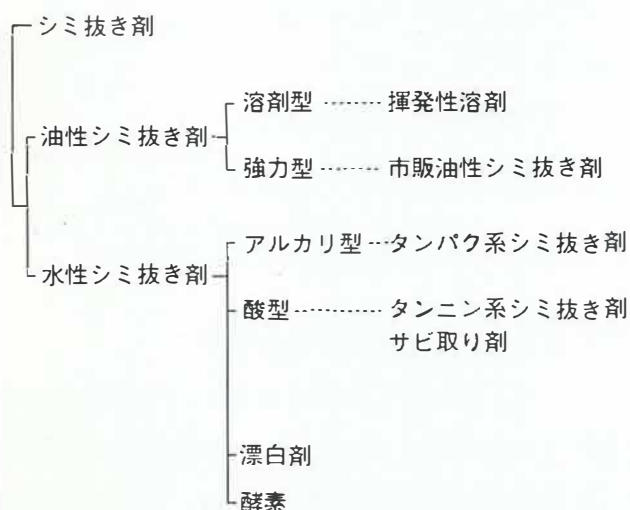 シミ抜き剤
溶剤型 ……… 揮発性溶剤
油性シミ抜き剤
強力型 ……… 市販油性シミ抜き剤
アルカリ型 … タンパク系シミ抜き剤
水性シミ抜き剤
酸型 ………… タンニン系シミ抜き剤
サビ取り剤
漂白剤
酵素